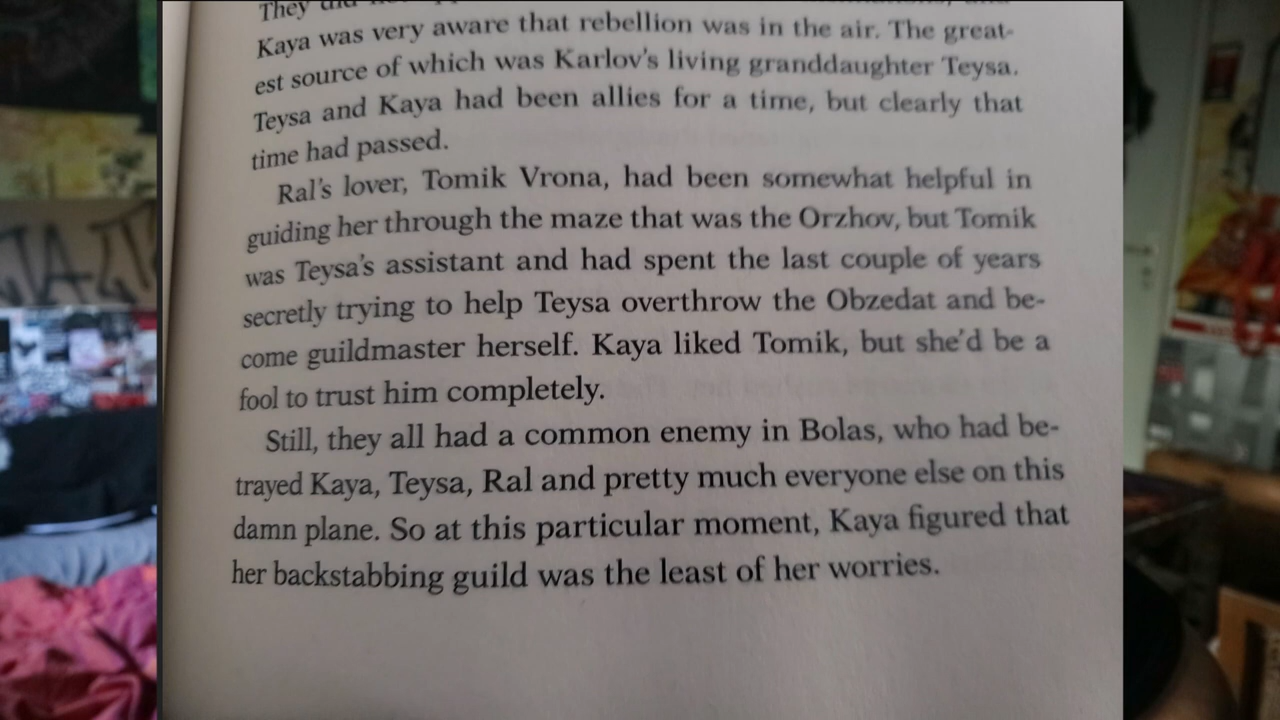 They
Kaya was very aware that rebellion was in the air. The great-
est source of which was Karlov's living granddaughter Teysa.
Teysa and Kaya had been allies for a time, but clearly that
time had passed.
Ral's lover, Tomik Vrona, had been somewhat helpful in
guiding her through the maze that was the Orzhov, but Tomik
was Teysa's assistant and had spent the last couple of years
secretly trying to help Teysa overthrow the Obzedat and be-
come guildmaster herself. Kaya liked Tomik, but she'd be a
fool to trust him completely.
Still, they all had a common enemy in Bolas, who had be-
trayed Kaya, Teysa, Ral and pretty much everyone else on this
damn plane. So at this particular moment, Kaya figured that
her backstabbing guild was the least of her worries.